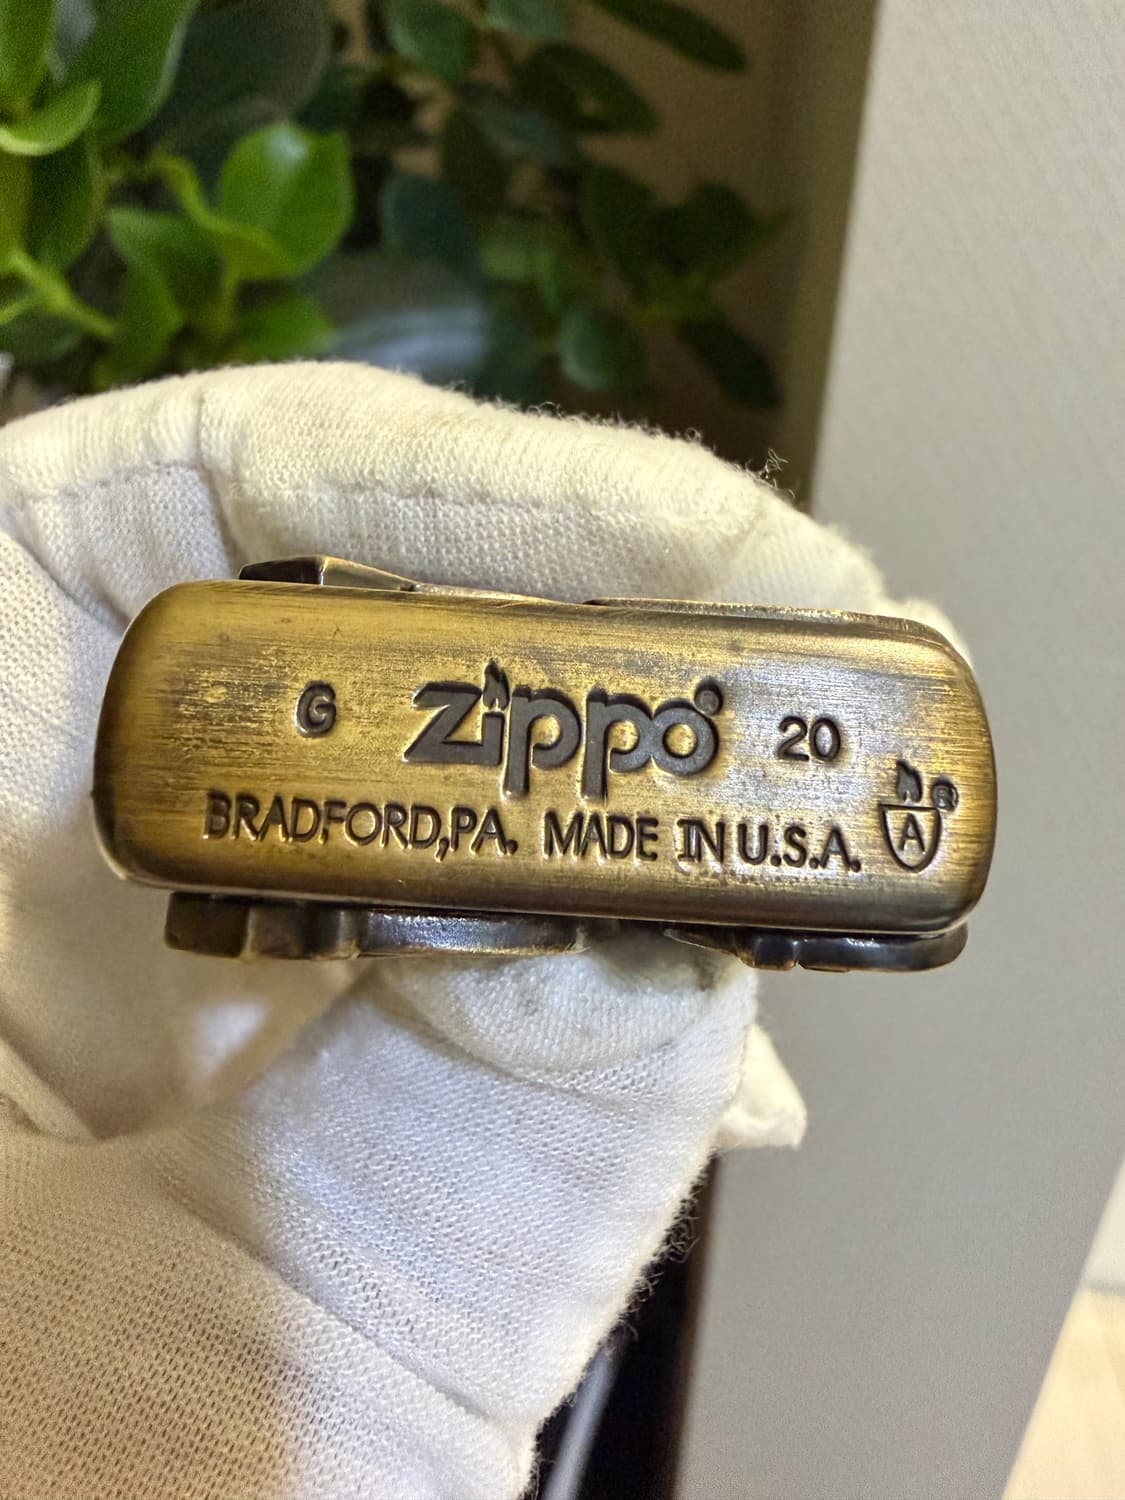 G zippo® 20
BRADFORD,PA. MADE IN U.S.A. A®